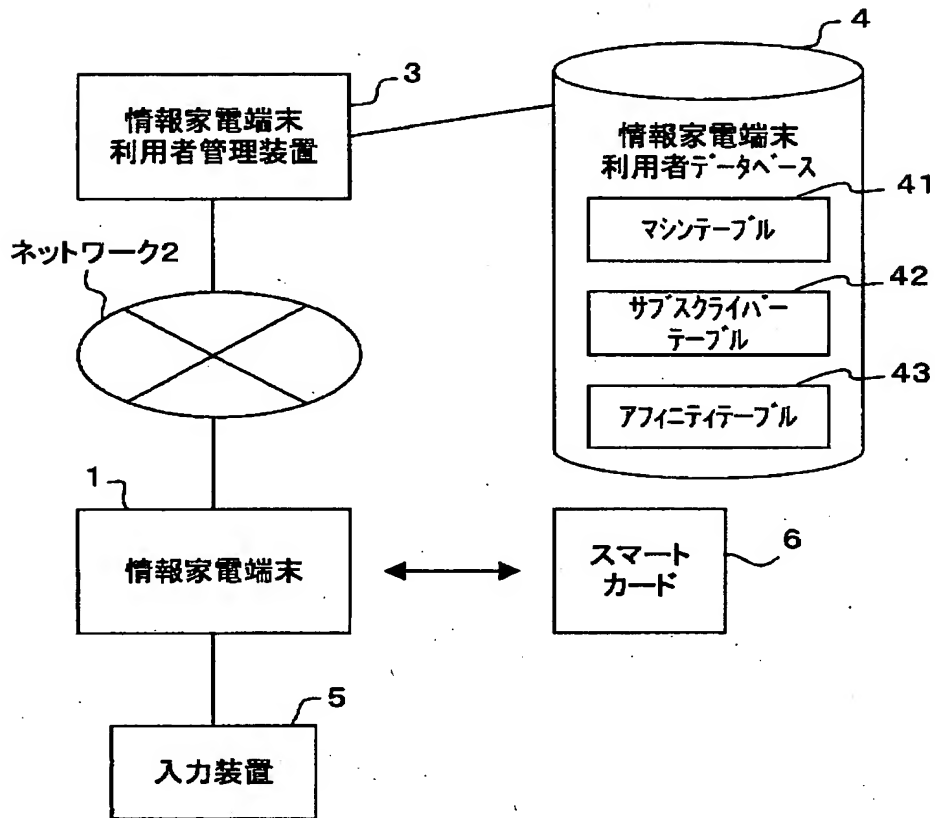 3
情報家電端末
利用者管理装置
4
情報家電端末
利用者データベース
41
マシンテーブル
42
サブスクライバー
テーブル
43
アフィニティテーブル
ネットワーク2
1
情報家電端末
6
スマート
カード
5
入力装置